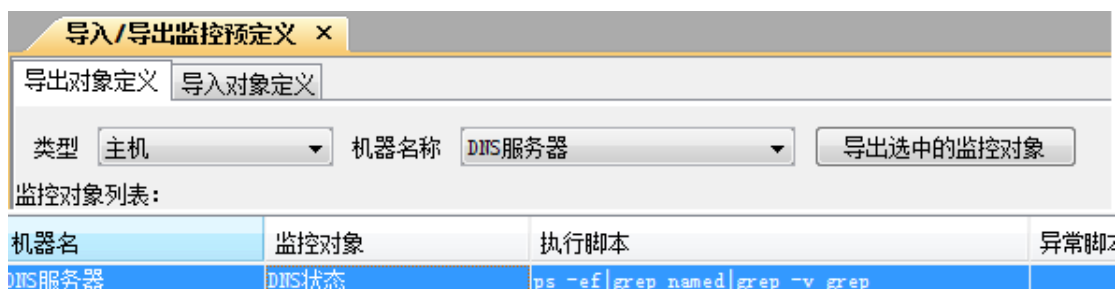 导入/导出监控预定义 ×
导出对象定义 导入对象定义
类型 主机 机器名称 DNS服务器 导出选中的监控对象
监控对象列表:
机器名 监控对象 执行脚本 异常脚本
DNS服务器 DNS状态 ps -ef|grep named|grep -v grep